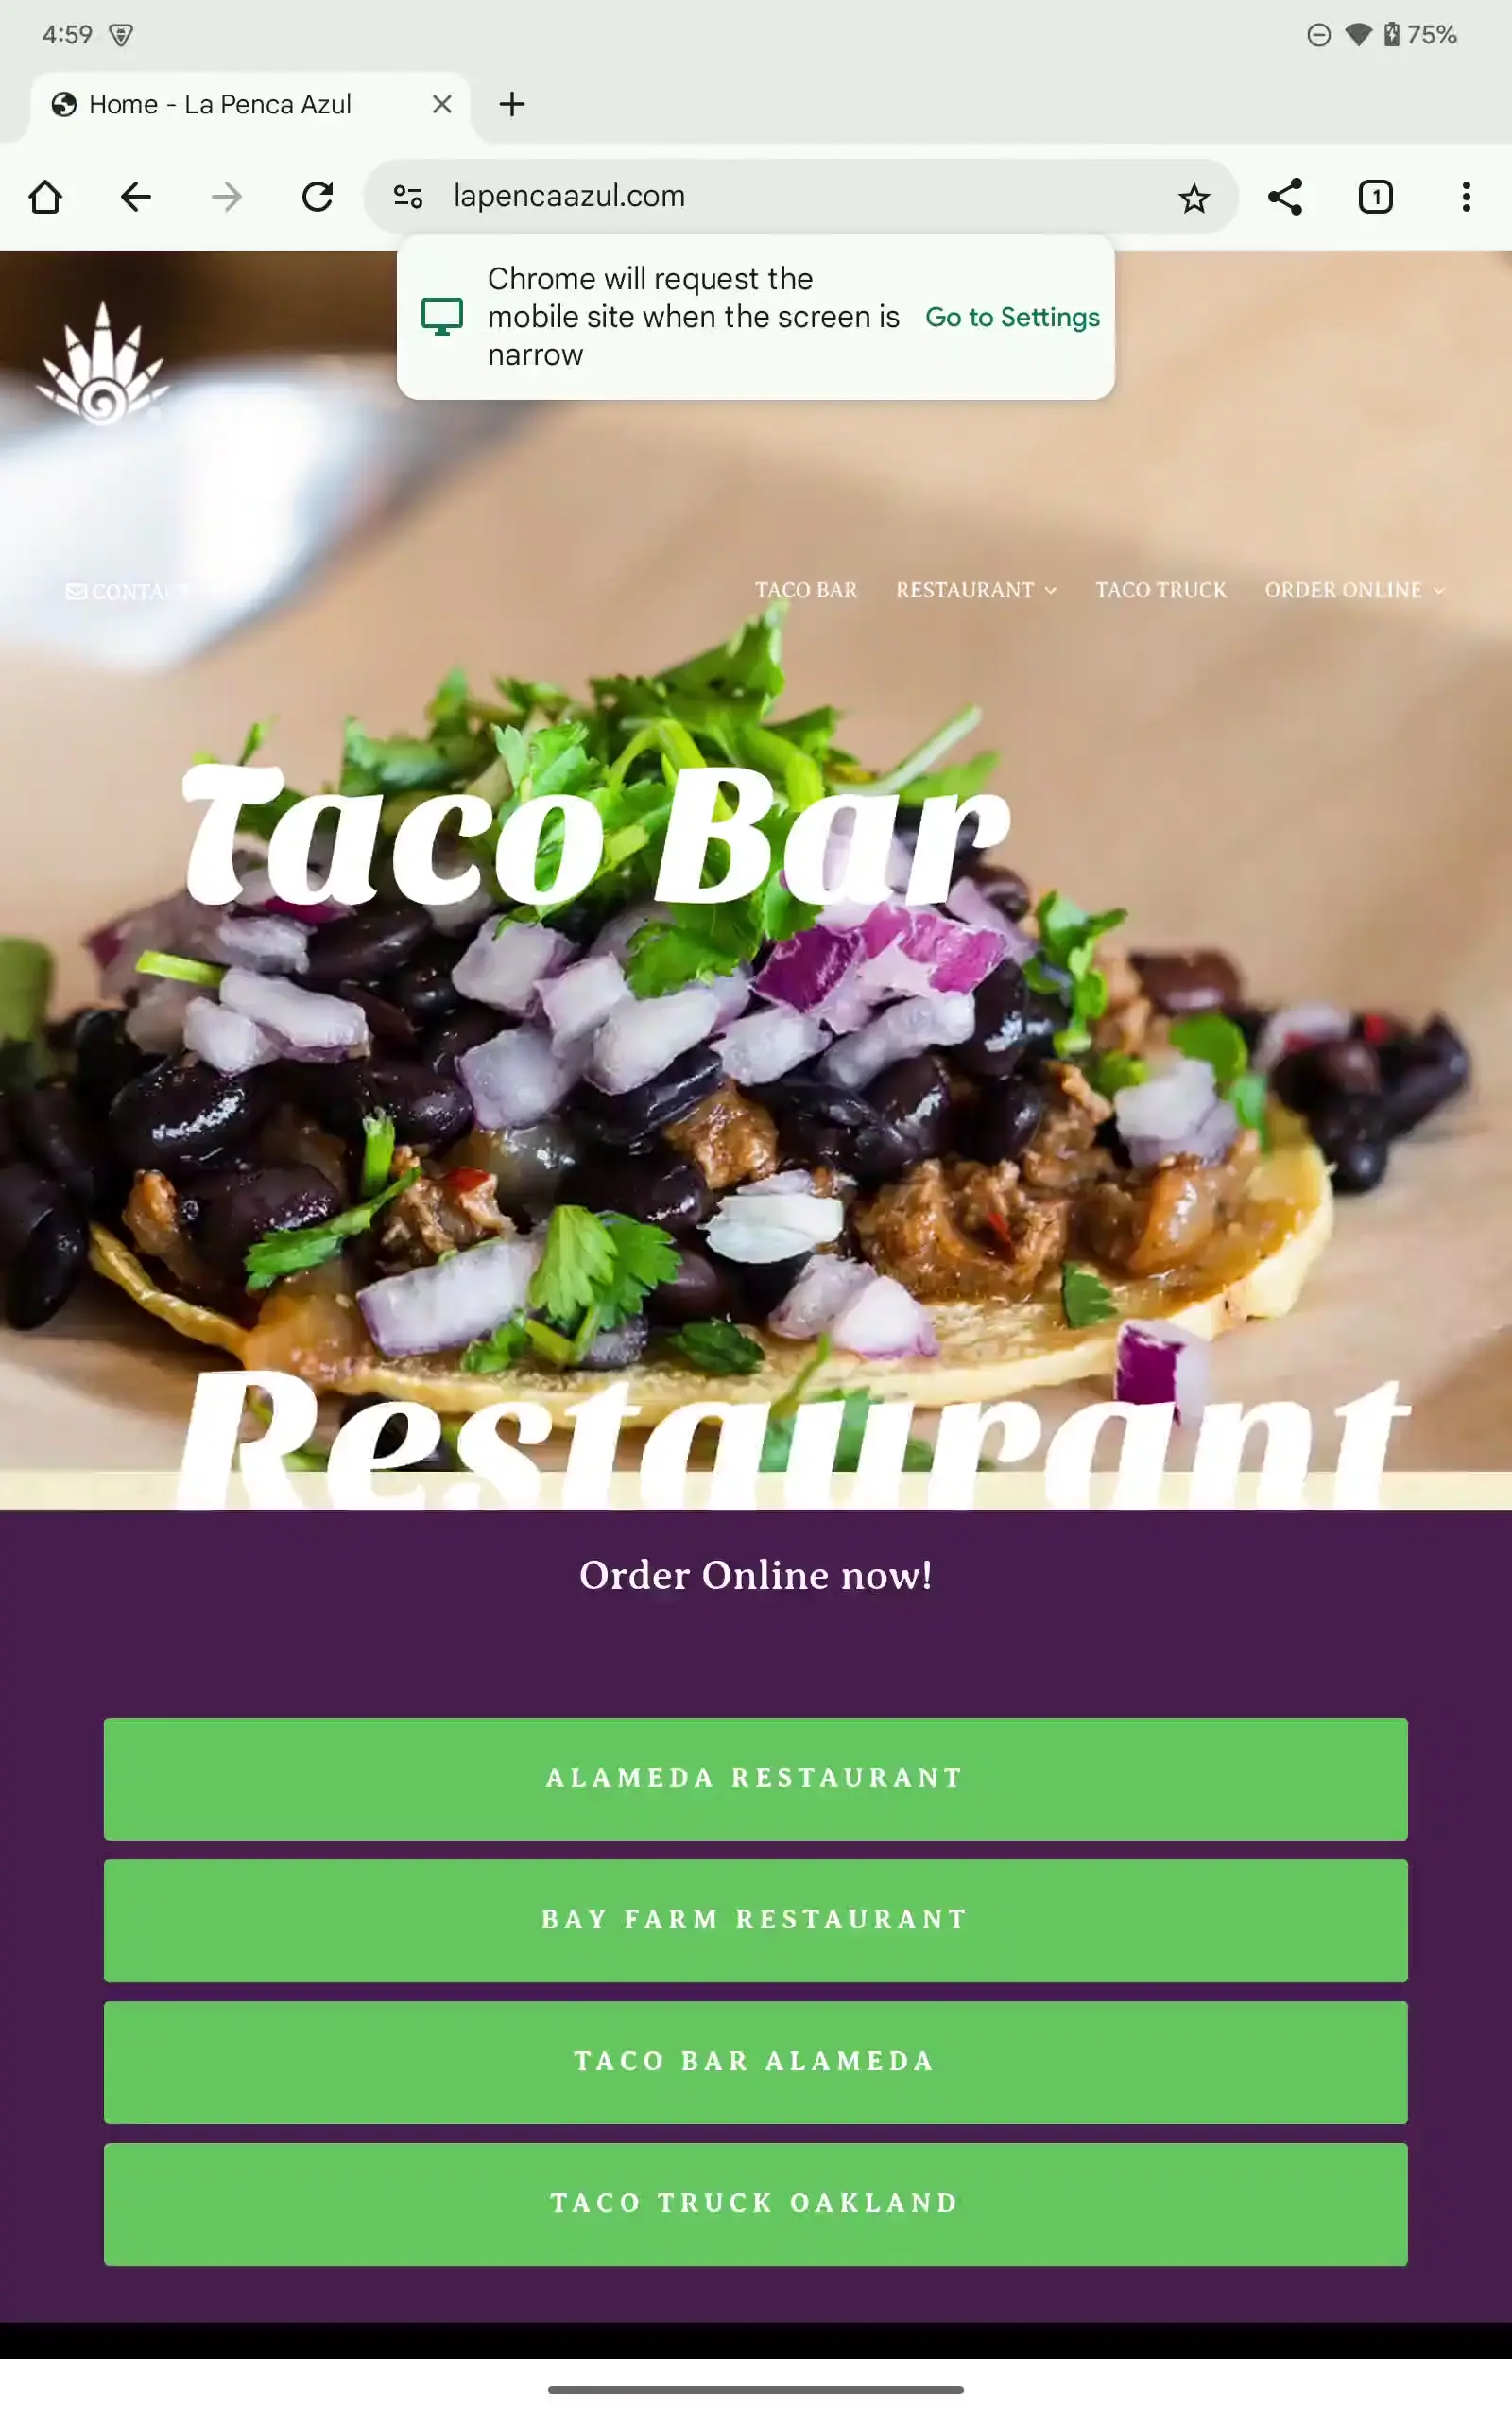 4:59
75%
Home - La Penca Azul
lapencaazul.com
1
Chrome will request the
mobile site when the screen is
narrow
Go to Settings
CONTACT
TACO BAR
RESTAURANT
TACO TRUCK
ORDER ONLINE
Taco Bar
Restaurant
Order Online now!
ALAMEDA RESTAURANT
BAY FARM RESTAURANT
TACO BAR ALAMEDA
TACO TRUCK OAKLAND